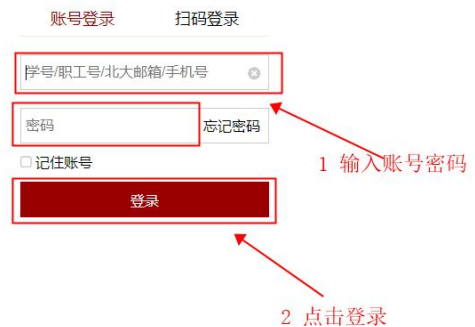 账号登录 扫码登录
学号/职工号/北大邮箱/手机号
密码 忘记密码
记住账号
1 输入账号密码
登录
2 点击登录